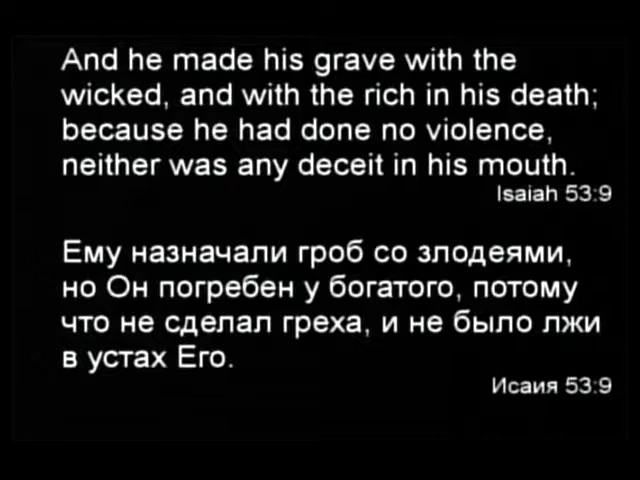 And he made his grave with the
wicked, and with the rich in his death;
because he had done no violence,
neither was any deceit in his mouth.
Isaiah 53:9
Ему назначали гроб со злодеями,
но Он погребен у богатого, потому
что не сделал греха, и не было лжи
в устах Его.
Исаия 53:9